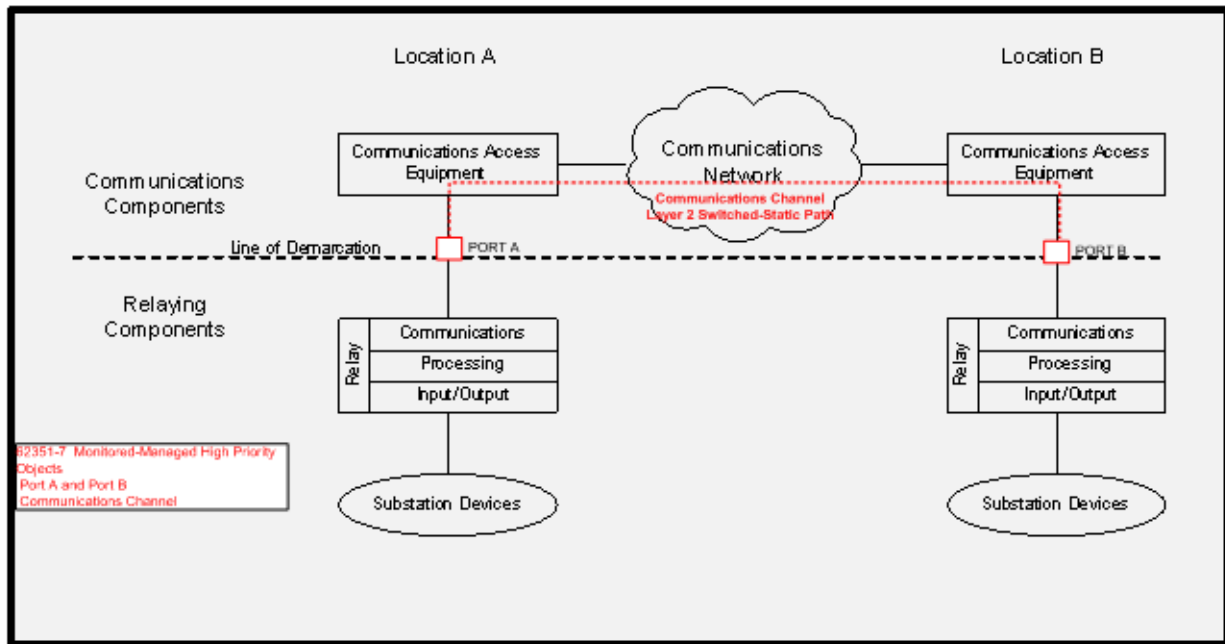 Location A
Location B
Communications Access
Equipment
Communications
Network
Communications Access
Equipment
Communications
Components
Communications Channel
Layer 2 Switched-Static Path
Line of Demarcation
PORT A
PORT B
Relaying
Components
Relay
Communications
Processing
Input/Output
Relay
Communications
Processing
Input/Output
62351-7 Monitored-Managed High Priority
Objects
Port A and Port B
Communications Channel
Substation Devices
Substation Devices